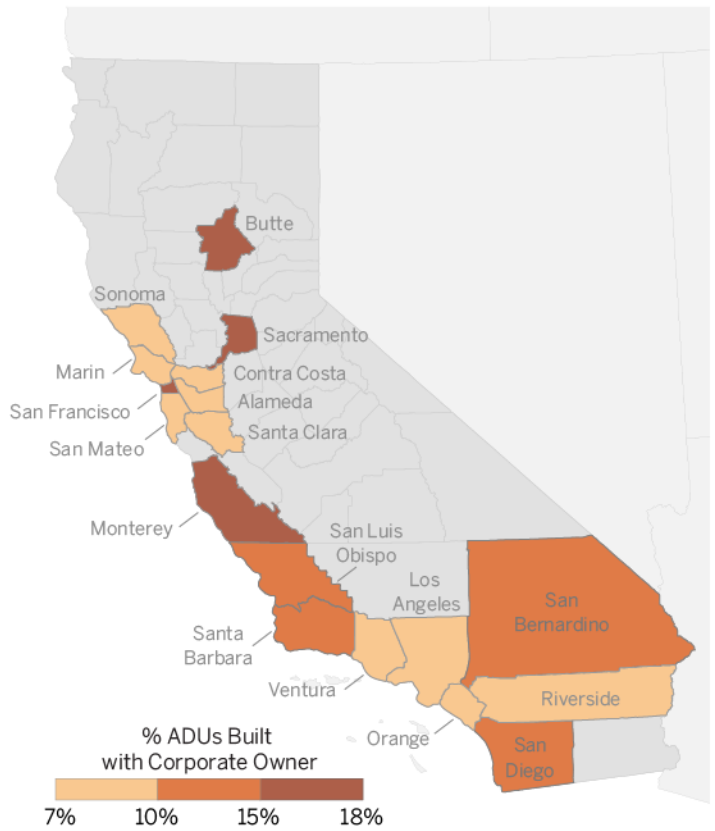 Butte
Sonoma
Sacramento
Marin
Contra Costa
San Francisco
Alameda
San Mateo
Santa Clara
Monterey
San Luis
Obispo
Los
Angeles
San
Bernardino
Santa
Barbara
Ventura
Riverside
Orange
San
Diego
% ADUs Built
with Corporate Owner
7% 10% 15% 18%